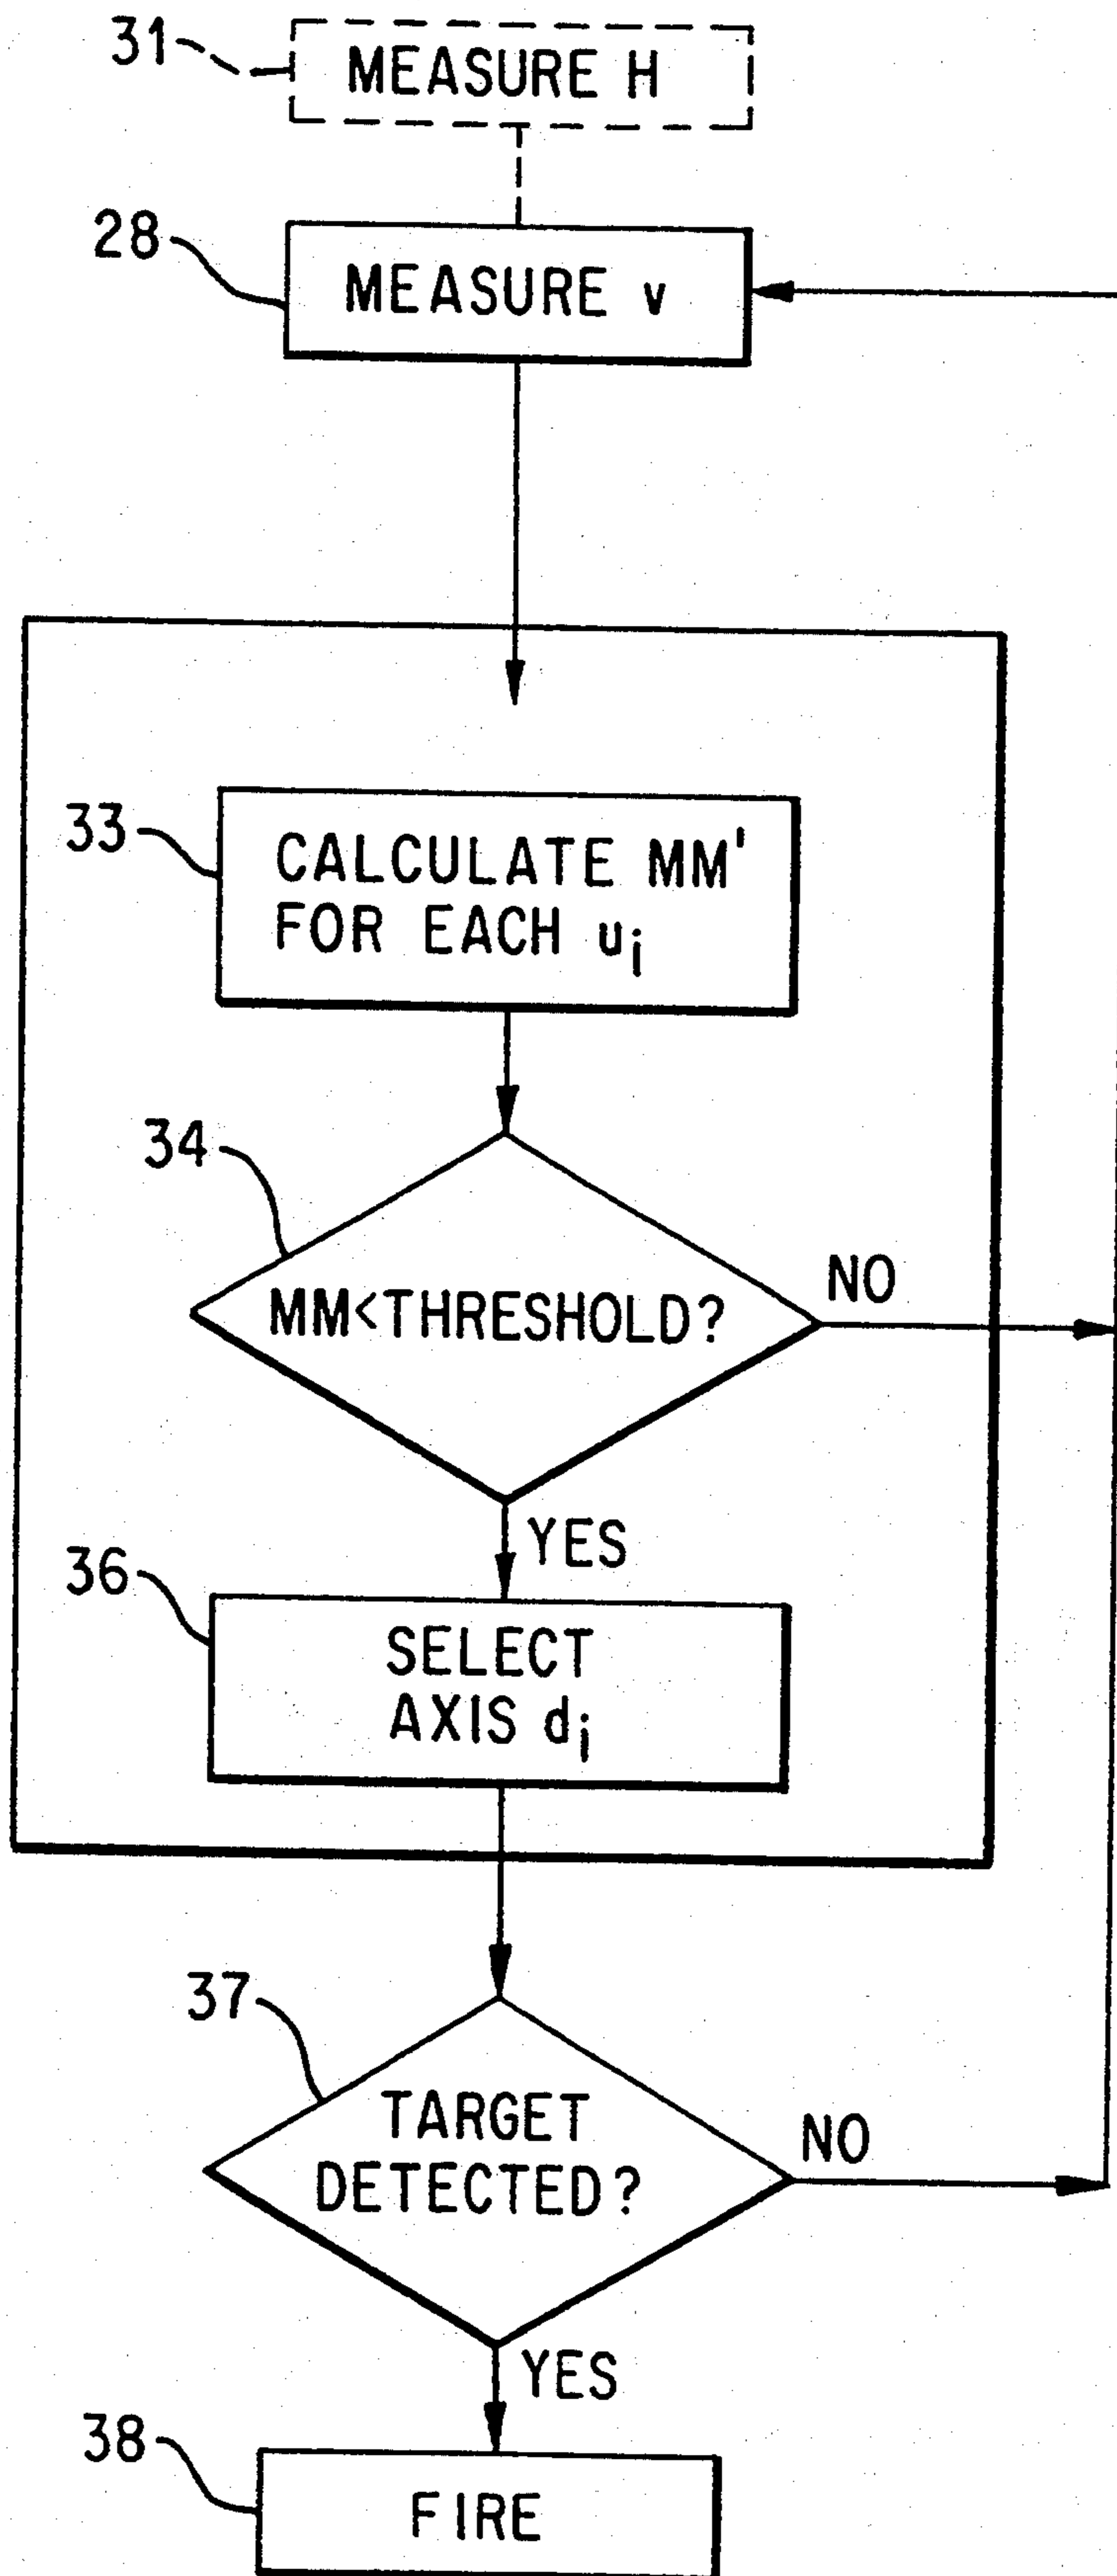 31
MEASURE H
28
MEASURE v
33
CALCULATE MM'
FOR EACH ui
34
MM<THRESHOLD?
NO
YES
36
SELECT
AXIS di
37
TARGET
DETECTED?
NO
YES
38
FIRE